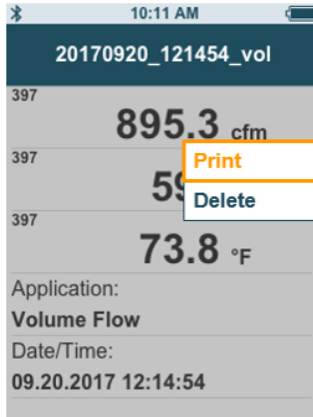 10:11 AM
20170920_121454_vol
397
895.3 cfm
397
Print
Delete
397
73.8 °F
Application:
Volume Flow
Date/Time:
09.20.2017 12:14:54